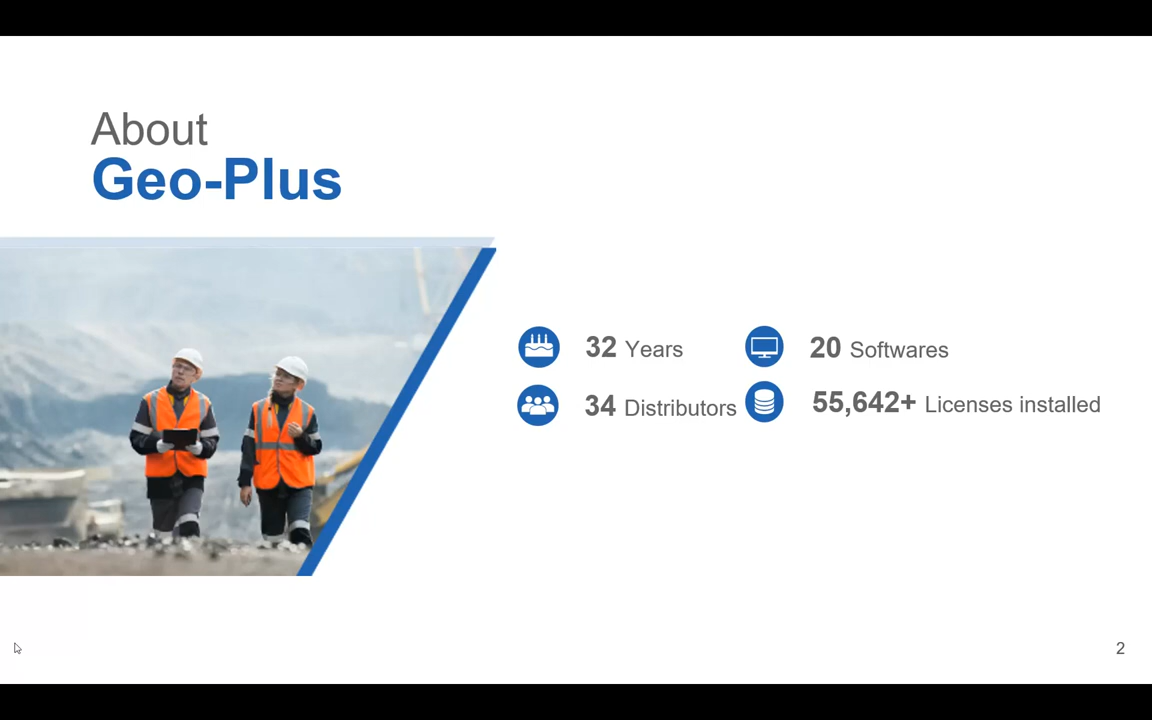 About
Geo-Plus
32 Years
20 Softwares
34 Distributors
55,642+ Licenses installed
2